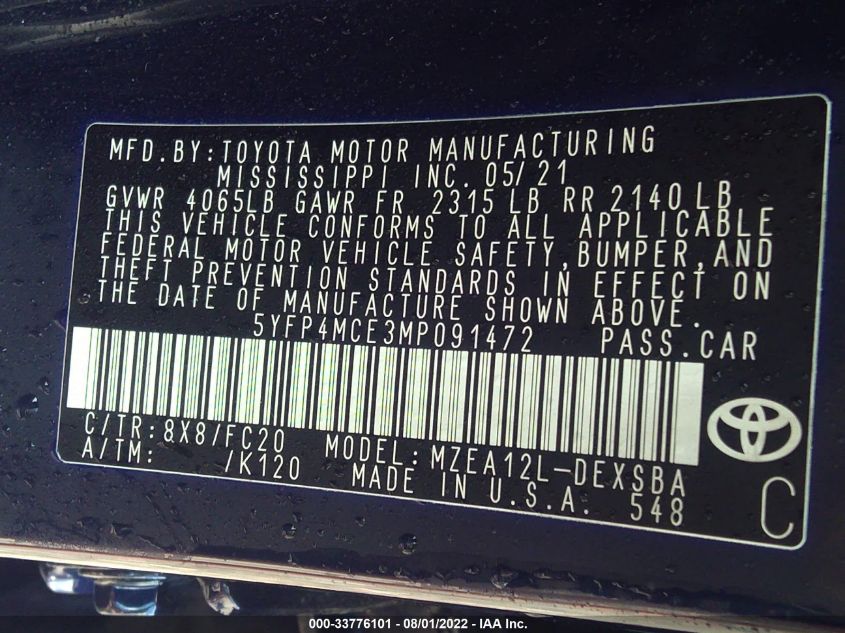 MFD.BY:TOYOTA MOTOR MANUFACTURING
MISSISSIPPI INC. 05/21
GVWR 4065LB GAWR FR 2315 LB RR 2140 LB
THIS VEHICLE CONFORMS TO ALL APPLICABLE
FEDERAL MOTOR VEHICLE SAFETY,BUMPER,AND
THEFT PREVENTION STANDARDS IN EFFECT ON
THE DATE OF MANUFACTURE SHOWN ABOVE.
5YFP4MCE3MP091472 PASS.CAR
C/TR:8X8/FC20 MODEL:MZEA12L-DEXSBA
A/TM: /K120 MADE IN U.S.A. 548
C
000-33776101 - 08/01/2022 - IAA Inc.